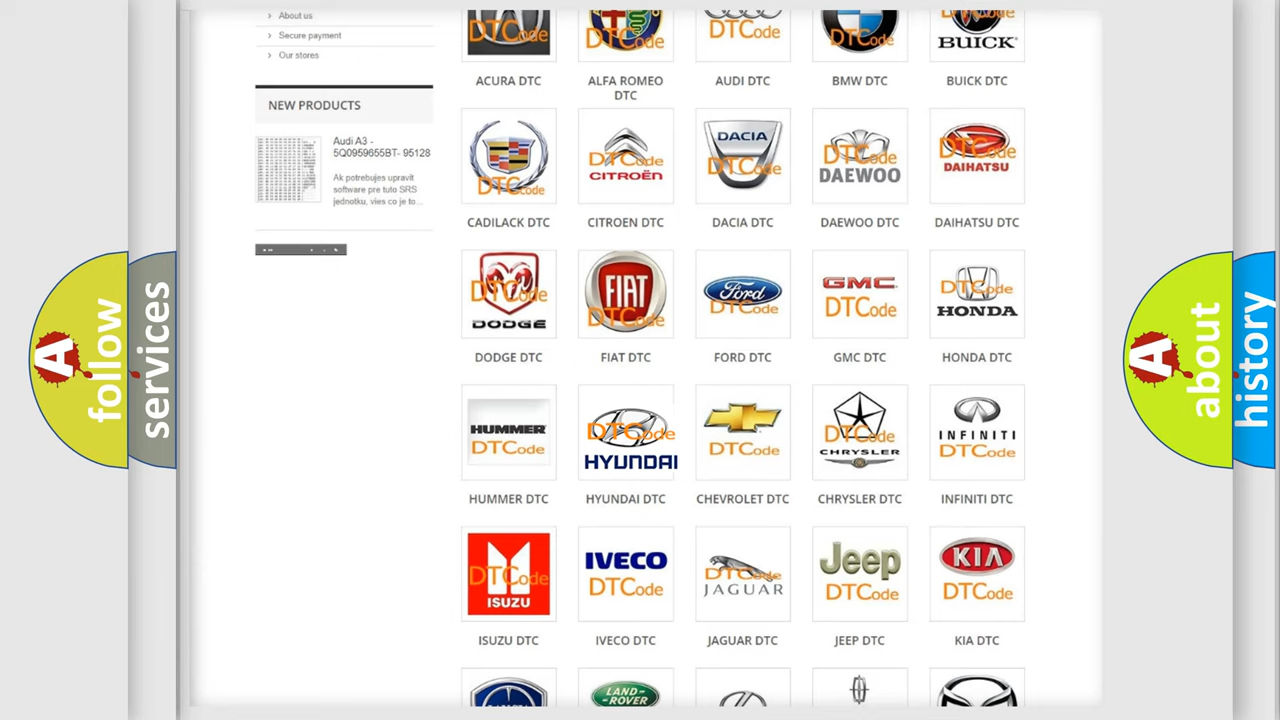 About us
Secure payment
Our stores
NEW PRODUCTS
Audi A3 -
5Q0959655BT- 95128
Ak potrebujes upravit
software pre tuto SRS
jednotku, vies co je to...
DTCode
DTCode
DTCode
DTCode
BUICK
ACURA DTC
ALFA ROMEO
DTC
AUDI DTC
BMW DTC
BUICK DTC
DTCode
DTCode
CITROËN
DACIA
DTCode
DTCode
DAEWOO
DTCode
DAIHATSU
CADILACK DTC
CITROEN DTC
DACIA DTC
DAEWOO DTC
DAIHATSU DTC
DTCode
DODGE
FIAT
DTCode
Ford
DTCode
GMC
DTCode
DTCode
HONDA
DODGE DTC
FIAT DTC
FORD DTC
GMC DTC
HONDA DTC
HUMMER
DTCode
DTCode
HYUNDAI
DTCode
DTCode
CHRYSLER
INFINITI
DTCode
HUMMER DTC
HYUNDAI DTC
CHEVROLET DTC
CHRYSLER DTC
INFINITI DTC
DTCode
ISUZU
IVECO
DTCode
DTCode
JAGUAR
Jeep
DTCode
KIA
DTCode
ISUZU DTC
IVECO DTC
JAGUAR DTC
JEEP DTC
KIA DTC
LAND-
ROVER
A
follow
services
A
about
history